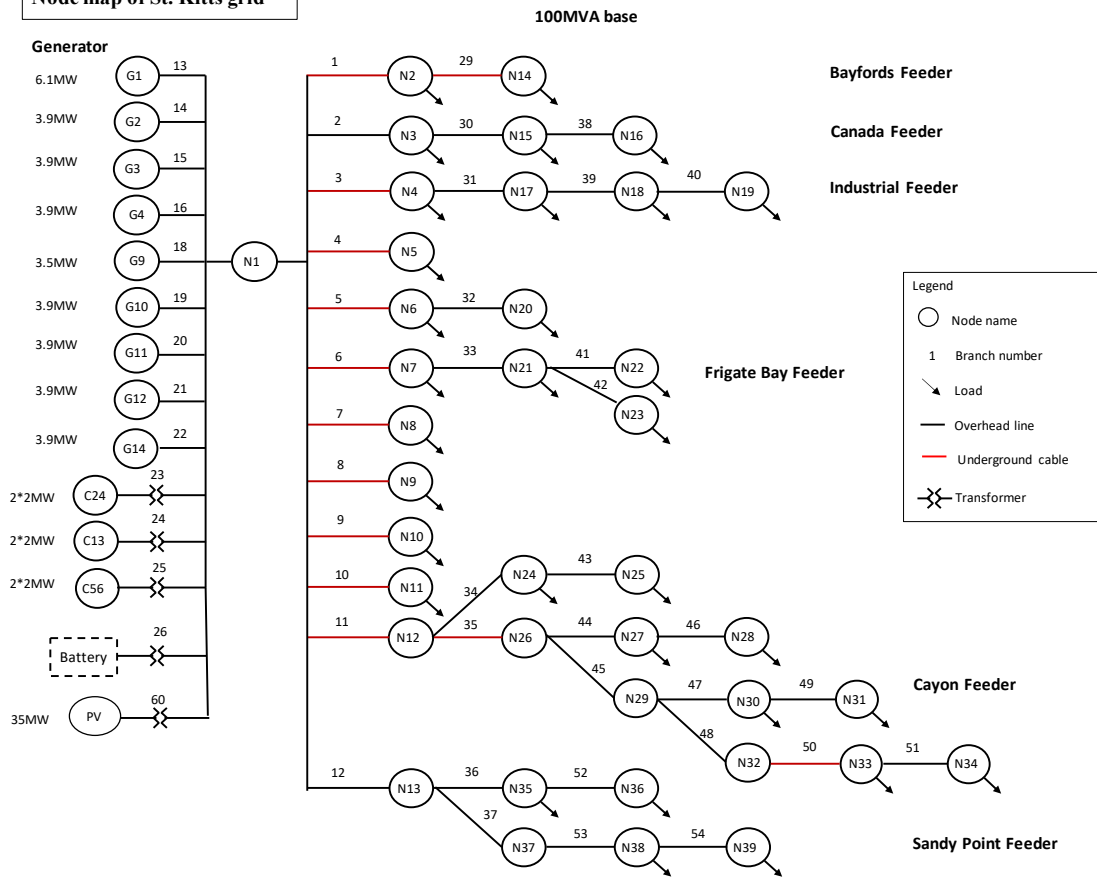 Node map of St. Kitts grid
100MVA base
Generator
6.1MW G1 13
3.9MW G2 14
3.9MW G3 15
3.9MW G4 16
3.5MW G9 18
3.9MW G10 19
3.9MW G11 20
3.9MW G12 21
3.9MW G14 22
2*2MW C24 23
2*2MW C13 24
2*2MW C56 25
Battery 26
35MW PV 60
N1
1 N2 29 N14 Bayfords Feeder
2 N3 30 N15 38 N16 Canada Feeder
3 N4 31 N17 39 N18 40 N19 Industrial Feeder
4 N5
5 N6 32 N20
6 N7 33 N21 41 N22 Frigate Bay Feeder
42 N23
7 N8
8 N9
9 N10
10 N11
34 N24 43 N25
11 N12 35 N26 44 N27 46 N28
45 N29 47 N30 49 N31 Cayon Feeder
48 N32 50 N33 51 N34
12 N13 36 N35 52 N36
37 N37 53 N38 54 N39 Sandy Point Feeder
Legend
Node name
1 Branch number
Load
Overhead line
Underground cable
Transformer